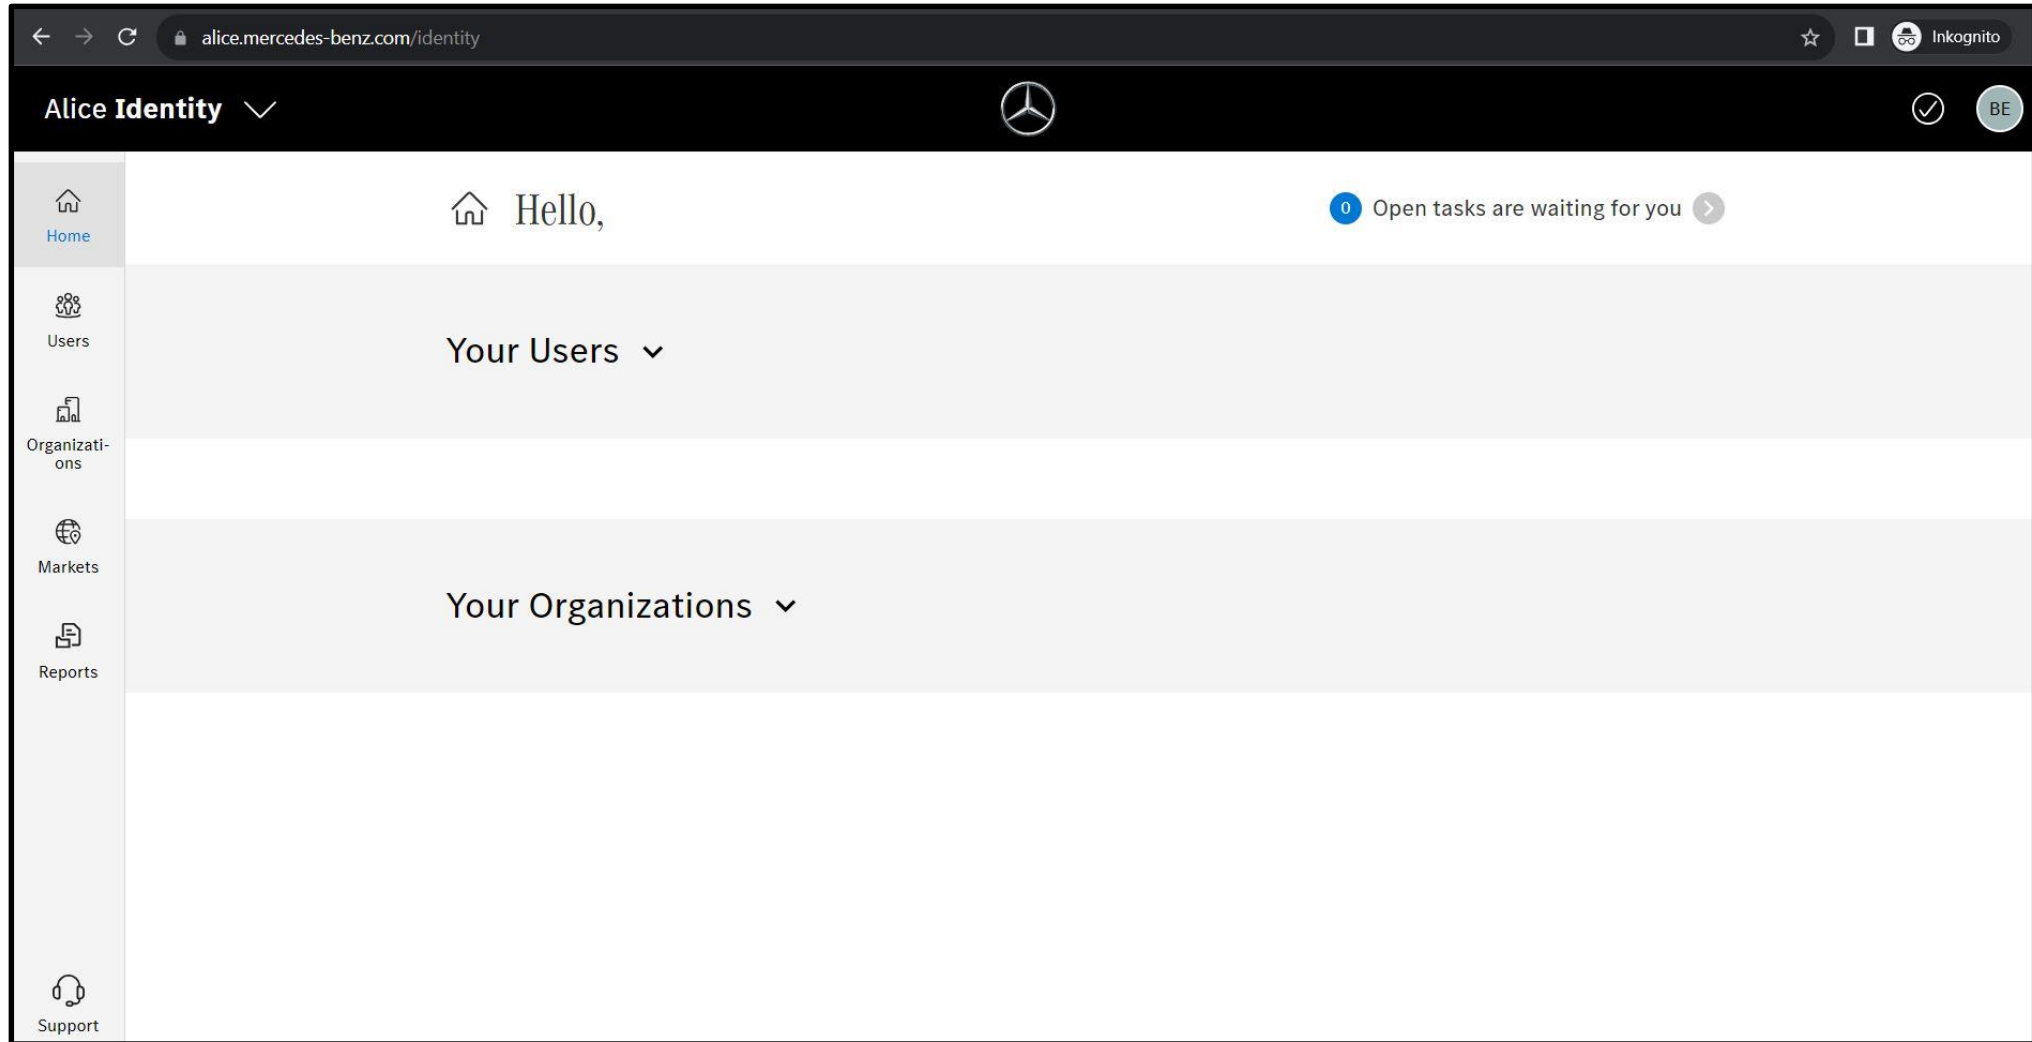 alice.mercedes-benz.com/identity
Inkognito
Alice Identity
BE
Home
Hello,
0 Open tasks are waiting for you
Users
Your Users
Organizati-
ons
Markets
Your Organizations
Reports
Support